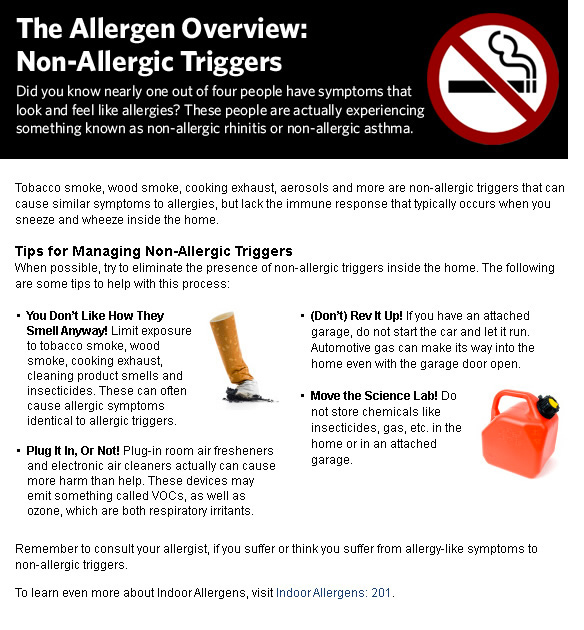 The Allergen Overview:
Non-Allergic Triggers
Did you know nearly one out of four people have symptoms that
look and feel like allergies? These people are actually experiencing
something known as non-allergic rhinitis or non-allergic asthma.
Tobacco smoke, wood smoke, cooking exhaust, aerosols and more are non-allergic triggers that can
cause similar symptoms to allergies, but lack the immune response that typically occurs when you
sneeze and wheeze inside the home.
Tips for Managing Non-Allergic Triggers
When possible, try to eliminate the presence of non-allergic triggers inside the home. The following
are some tips to help with this process:
• You Don't Like How They
Smell Anyway! Limit exposure
to tobacco smoke, wood
smoke, cooking exhaust,
cleaning product smells and
insecticides. These can often
cause allergic symptoms
identical to allergic triggers.
• Plug It In, Or Not! Plug-in room air fresheners
and electronic air cleaners actually can cause
more harm than help. These devices may
emit something called VOCs, as well as
ozone, which are both respiratory irritants.
• (Don't) Rev It Up! If you have an attached
garage, do not start the car and let it run.
Automotive gas can make its way into the
home even with the garage door open.
• Move the Science Lab! Do
not store chemicals like
insecticides, gas, etc. in the
home or in an attached
garage.
Remember to consult your allergist, if you suffer or think you suffer from allergy-like symptoms to
non-allergic triggers.
To learn even more about Indoor Allergens, visit Indoor Allergens: 201.